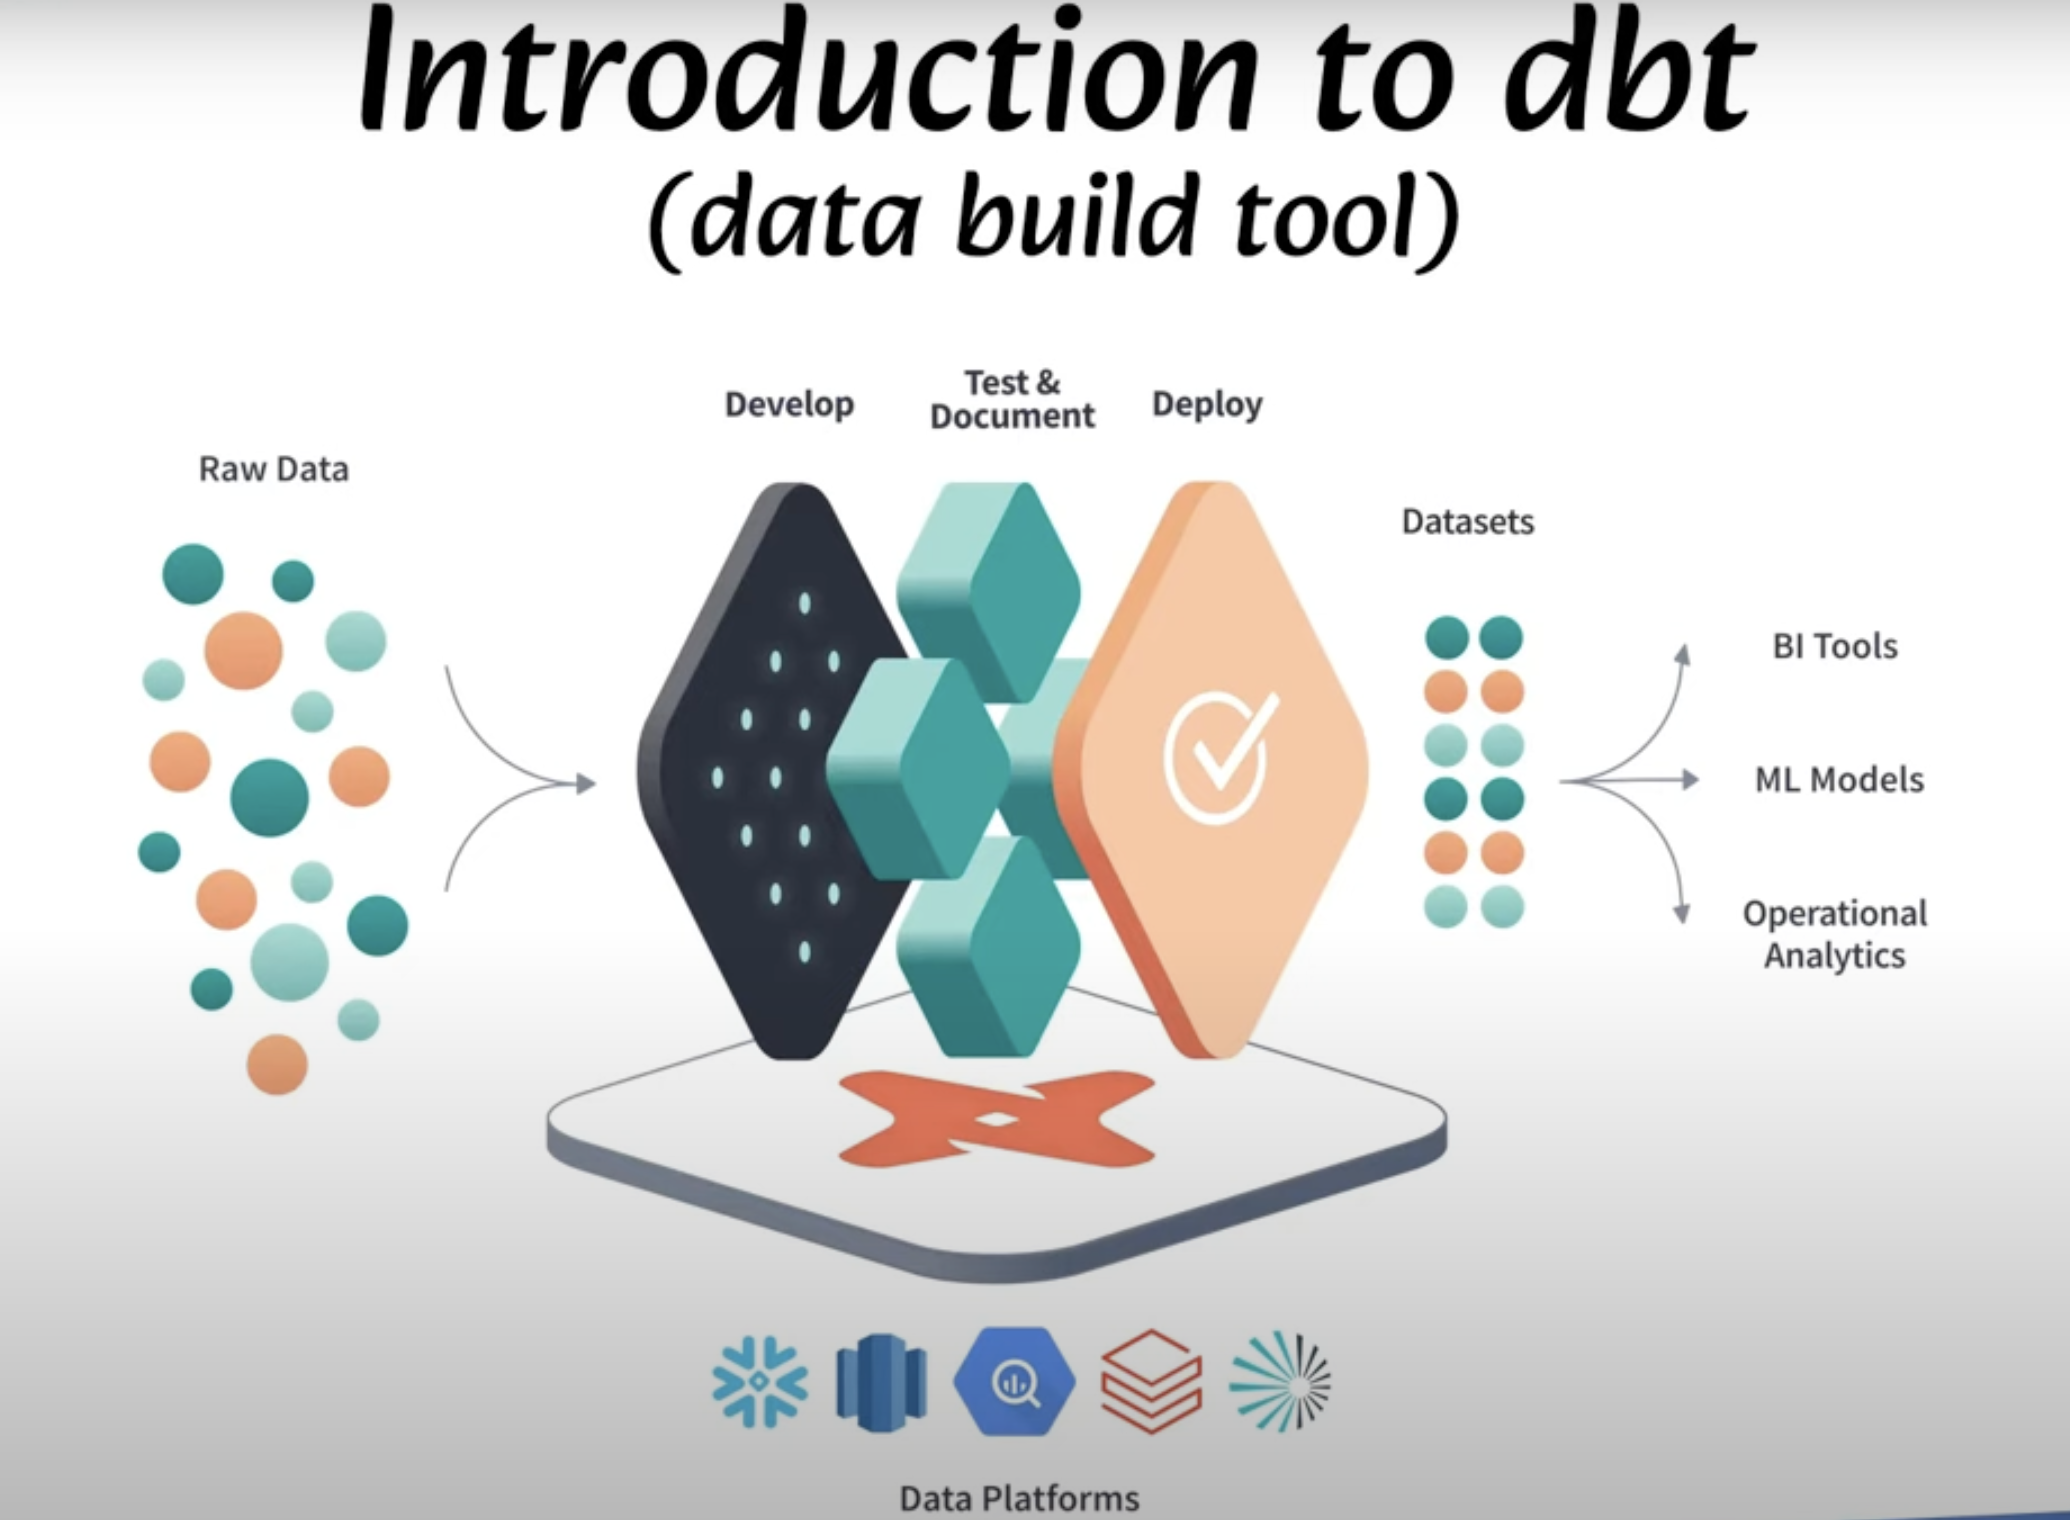 Introduction to dbt
(data build tool)
Develop
Test &
Document
Deploy
Raw Data
Datasets
BI Tools
ML Models
Operational
Analytics
Data Platforms